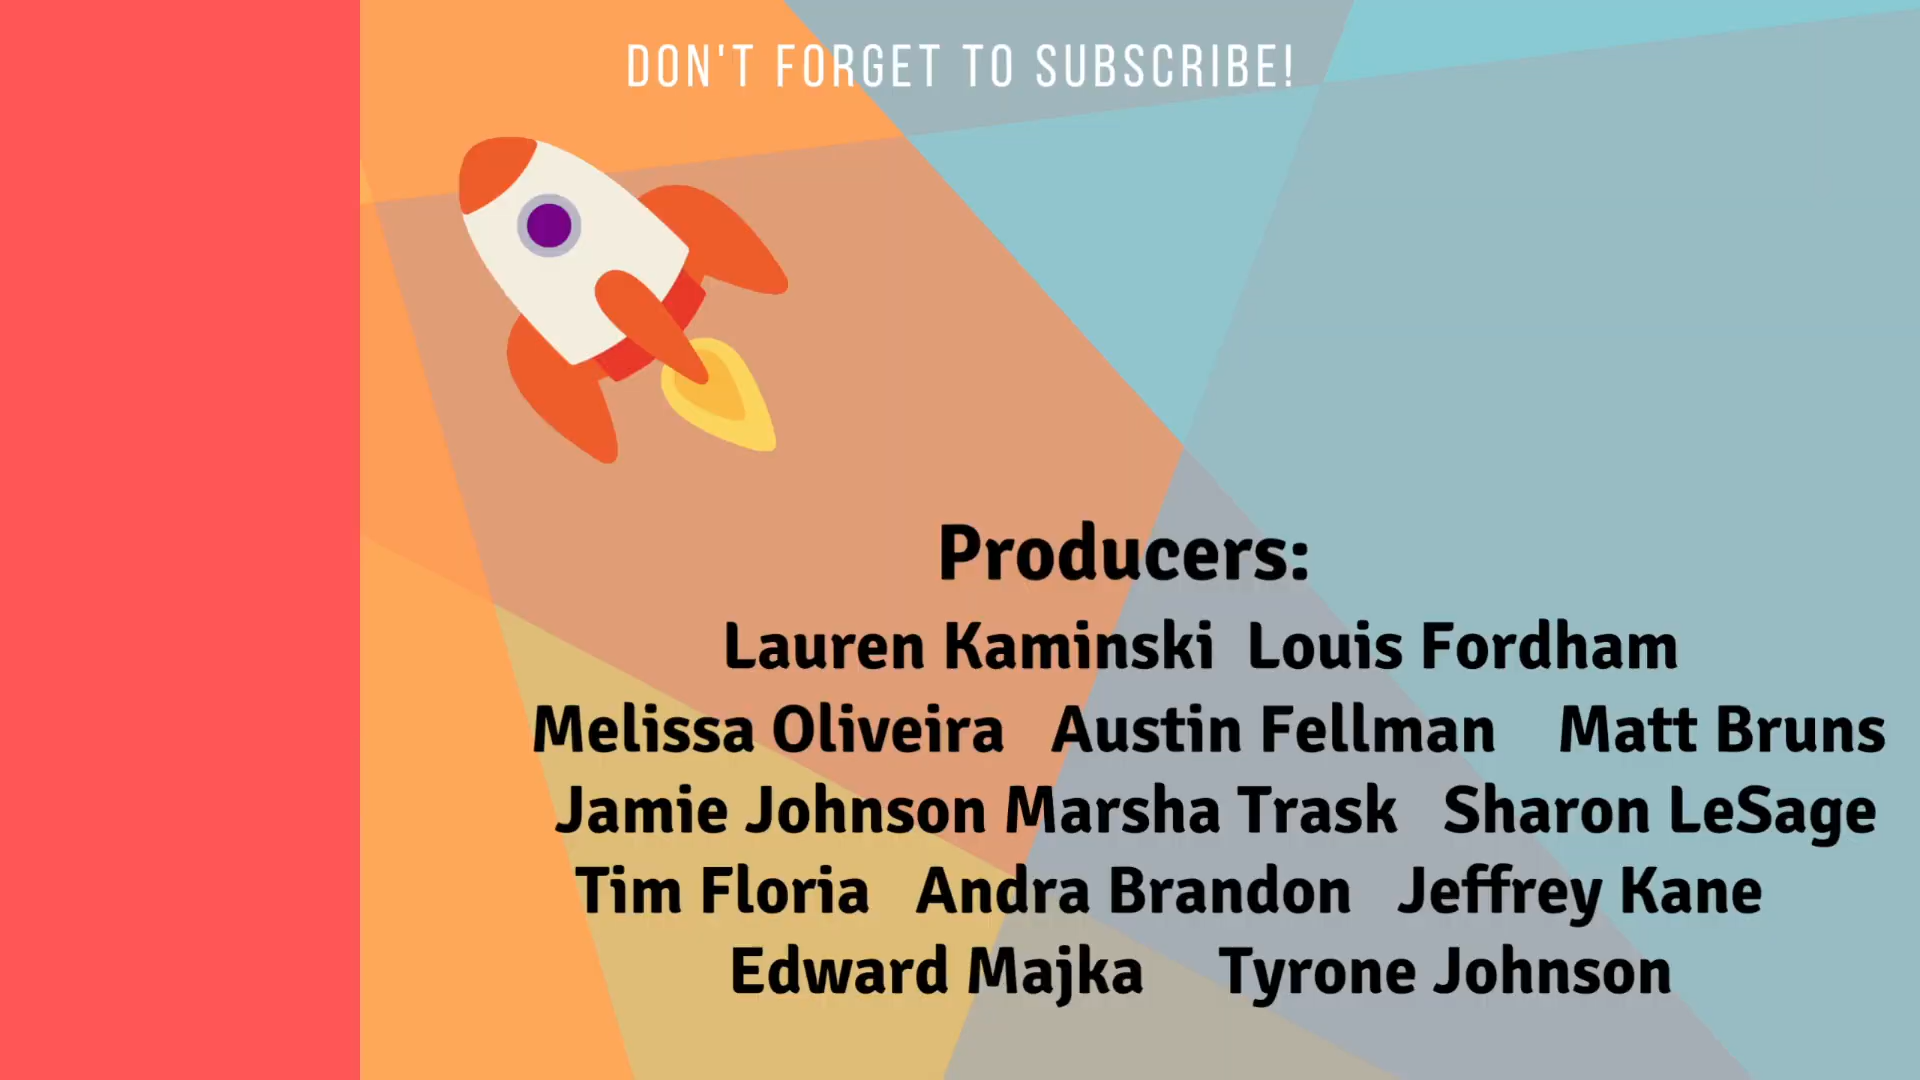 DON'T FORGET TO SUBSCRIBE!
Producers:
Lauren Kaminski Louis Fordham
Melissa Oliveira Austin Fellman Matt Bruns
Jamie Johnson Marsha Trask Sharon LeSage
Tim Floria Andra Brandon Jeffrey Kane
Edward Majka Tyrone Johnson